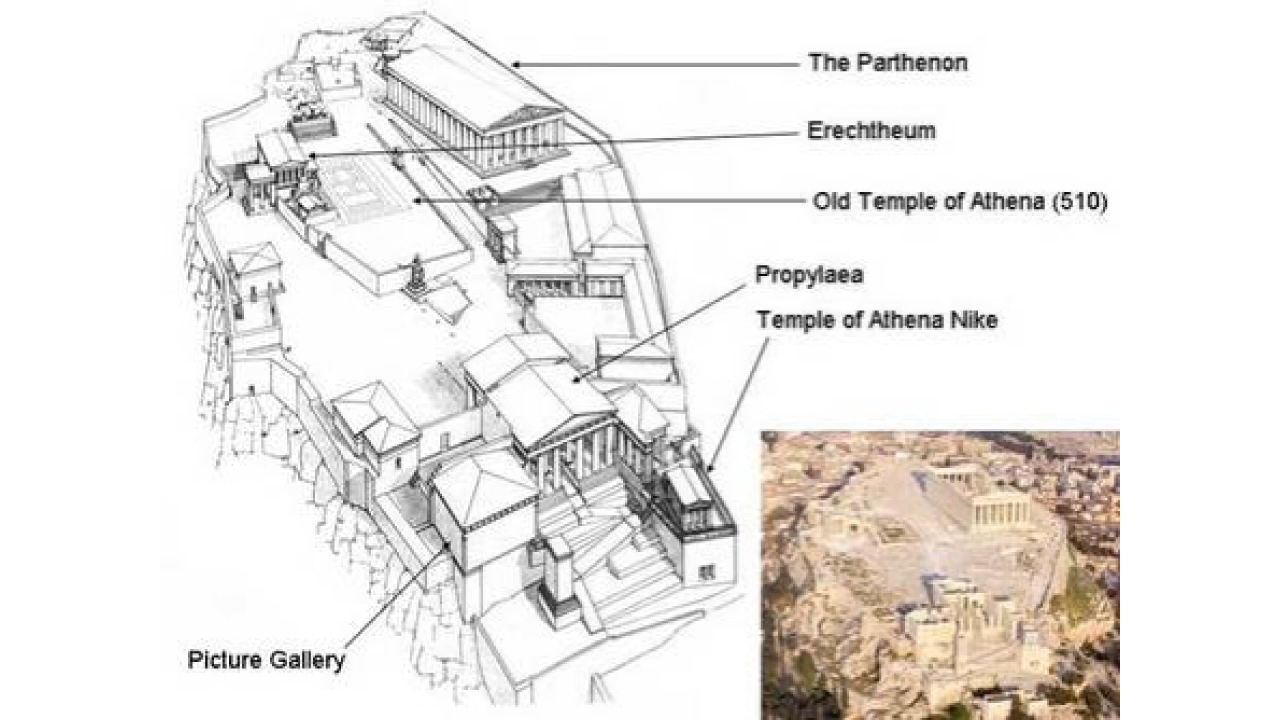 The Parthenon
Erechtheum
Old Temple of Athena (510)
Propylaea
Temple of Athena Nike
Picture Gallery